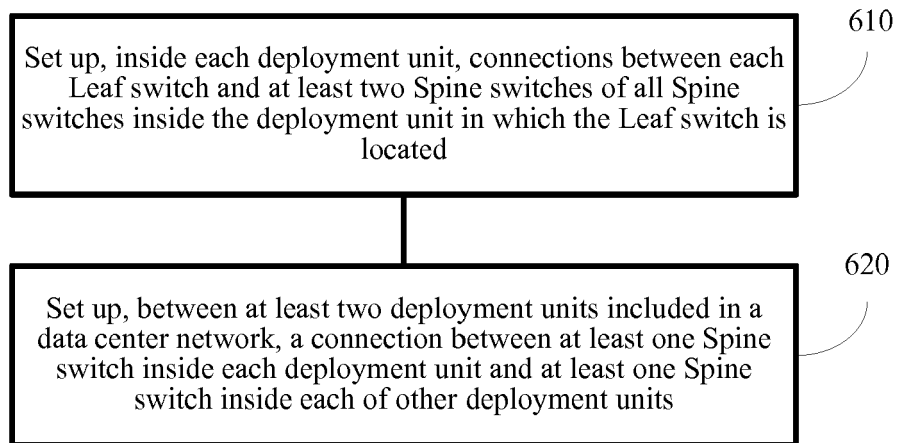 610
Set up, inside each deployment unit, connections between each
Leaf switch and at least two Spine switches of all Spine
switches inside the deployment unit in which the Leaf switch is
located
620
Set up, between at least two deployment units included in a
data center network, a connection between at least one Spine
switch inside each deployment unit and at least one Spine
switch inside each of other deployment units